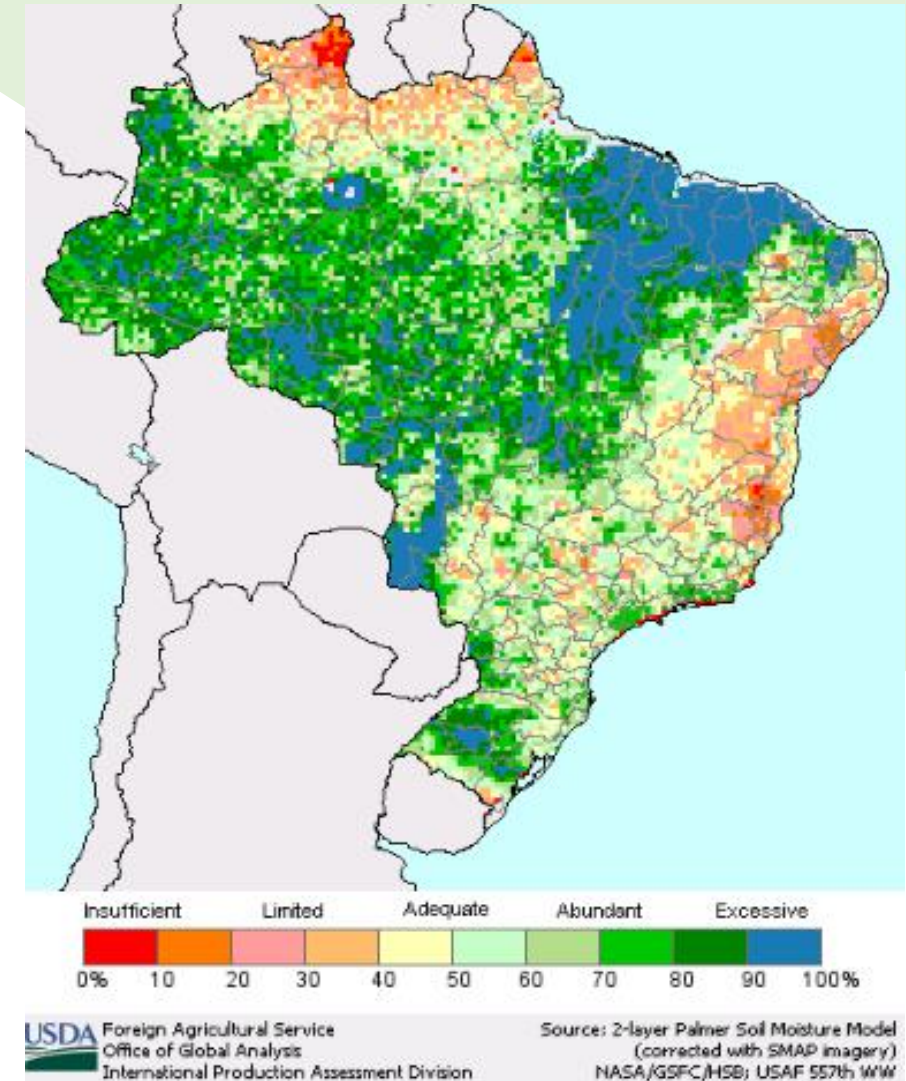 Insufficient Limited Adequate Abundant Excessive
0% 10 20 30 40 50 60 70 80 90 100%
USDA Foreign Agricultural Service
Office of Global Analysis
International Production Assessment Division
Source: 2-layer Palmer Soil Moisture Model
(corrected with SMAP imagery)
NASA/GSFC/HSB; USAF 557th WW